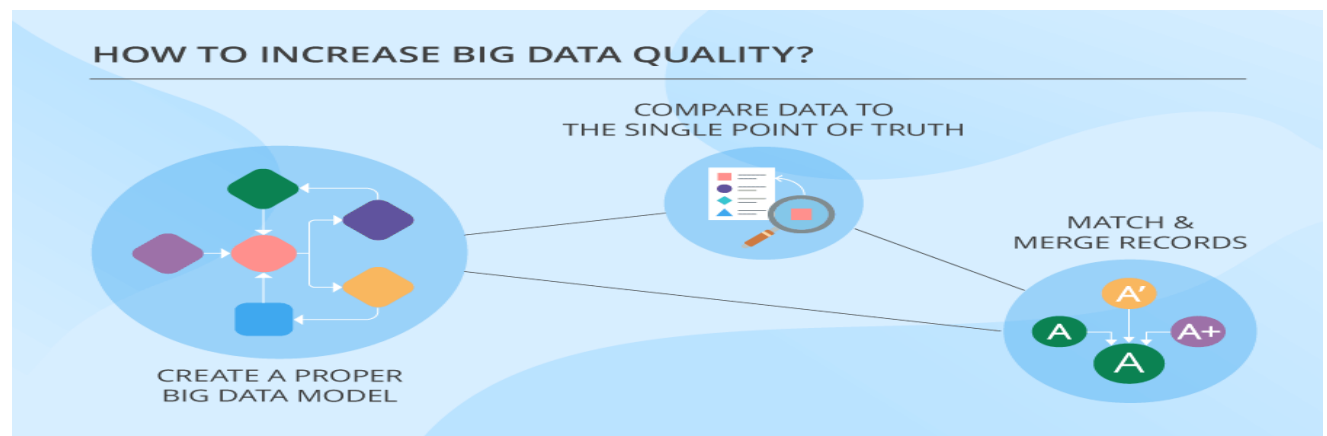 HOW TO INCREASE BIG DATA QUALITY?
COMPARE DATA TO
THE SINGLE POINT OF TRUTH
MATCH &
MERGE RECORDS
A'
A
A+
A
CREATE A PROPER
BIG DATA MODEL